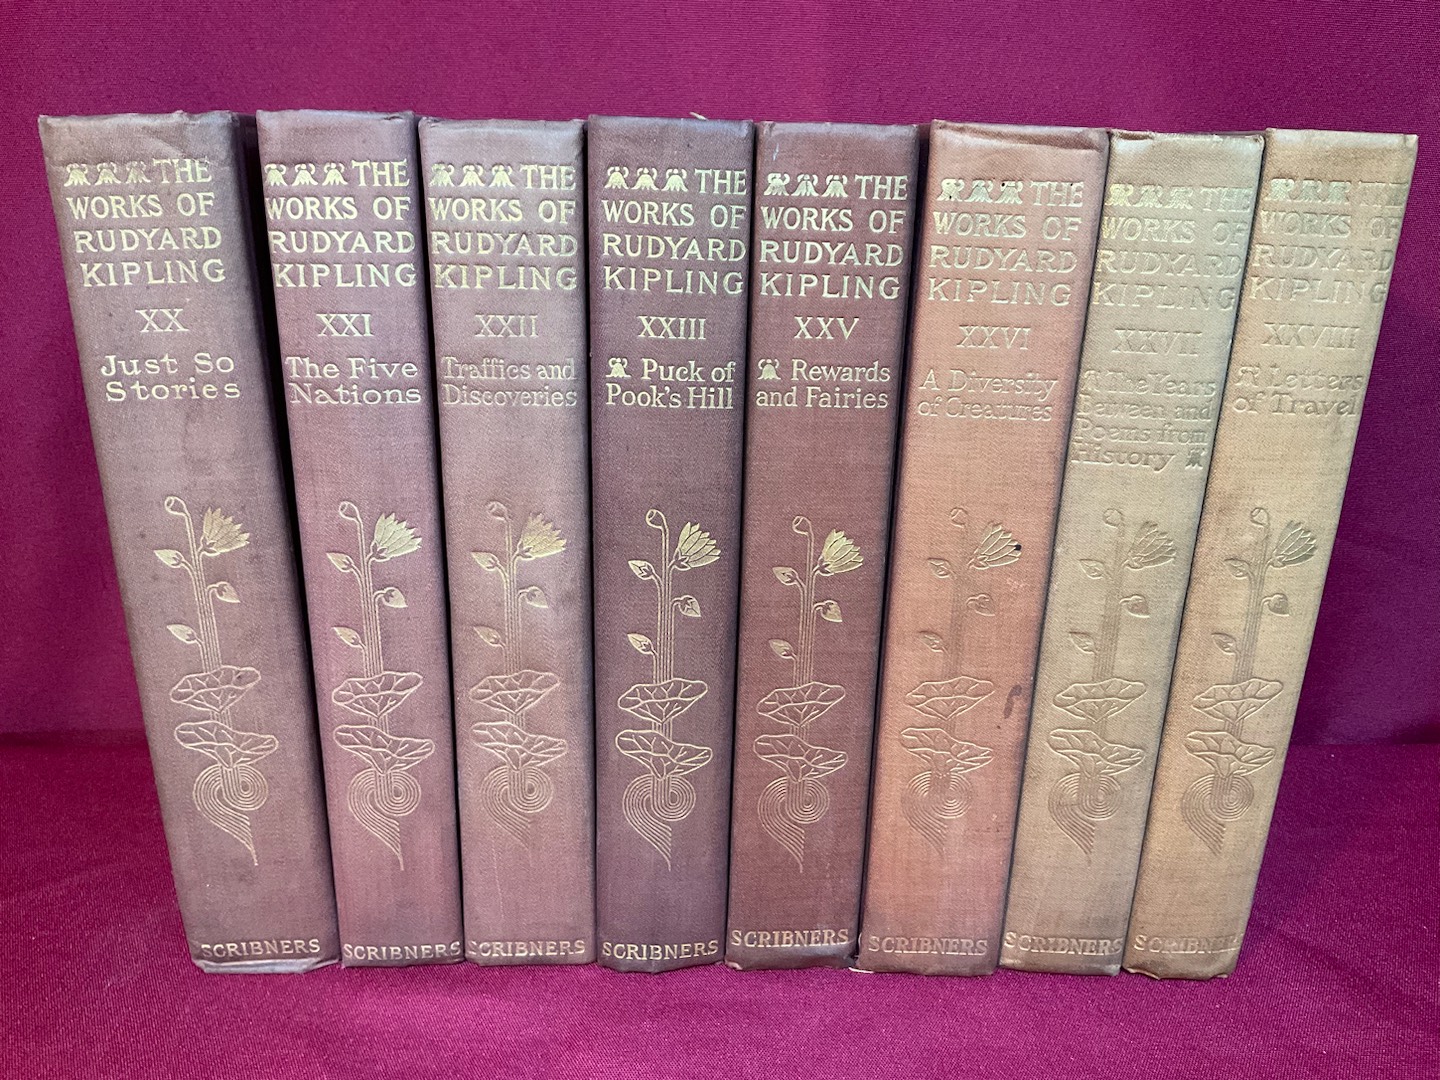 THE
WORKS OF
RUDYARD
KIPLING
XX
Just So
Stories
SCRIBNERS
THE
WORKS OF
RUDYARD
KIPLING
XXI
The Five
Nations
SCRIBNERS
THE
WORKS OF
RUDYARD
KIPLING
XXII
Traffics and
Discoveries
SCRIBNERS
THE
WORKS OF
RUDYARD
KIPLING
XXIII
Puck of
Pook's Hill
SCRIBNERS
THE
WORKS OF
RUDYARD
KIPLING
XXV
Rewards
and Fairies
SCRIBNERS
THE
WORKS OF
RUDYARD
KIPLING
XXVI
A Diversity
of Creatures
SCRIBNERS
THE
WORKS OF
RUDYARD
KIPLING
XXVII
The Years
Between and
Poems from
History
SCRIBNERS
THE
WORKS OF
RUDYARD
KIPLING
XXVIII
Letters
of Travel
SCRIBNERS